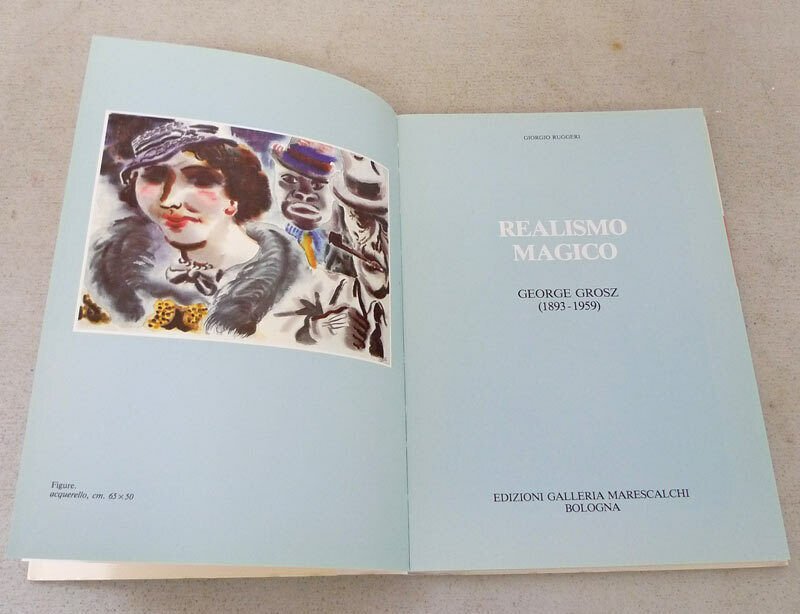 Figure.
acquerello, cm. 65 × 50
GIORGIO RUGGERI
REALISMO
MAGICO
GEORGE GROSZ
(1893 - 1959)
EDIZIONI GALLERIA MARESCALCHI
BOLOGNA